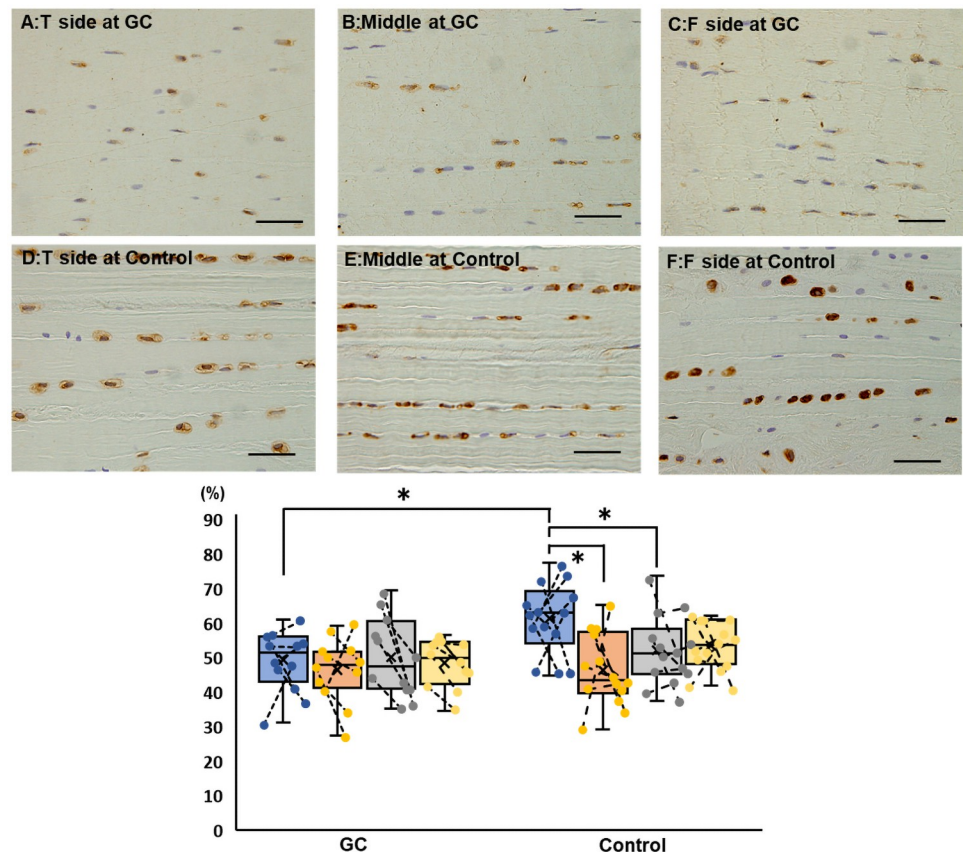 A:T side at GC
B:Middle at GC
C:F side at GC
D:T side at Control
E:Middle at Control
F:F side at Control
(%)
*
*
*
90
80
70
60
50
40
30
20
10
0
GC
Control